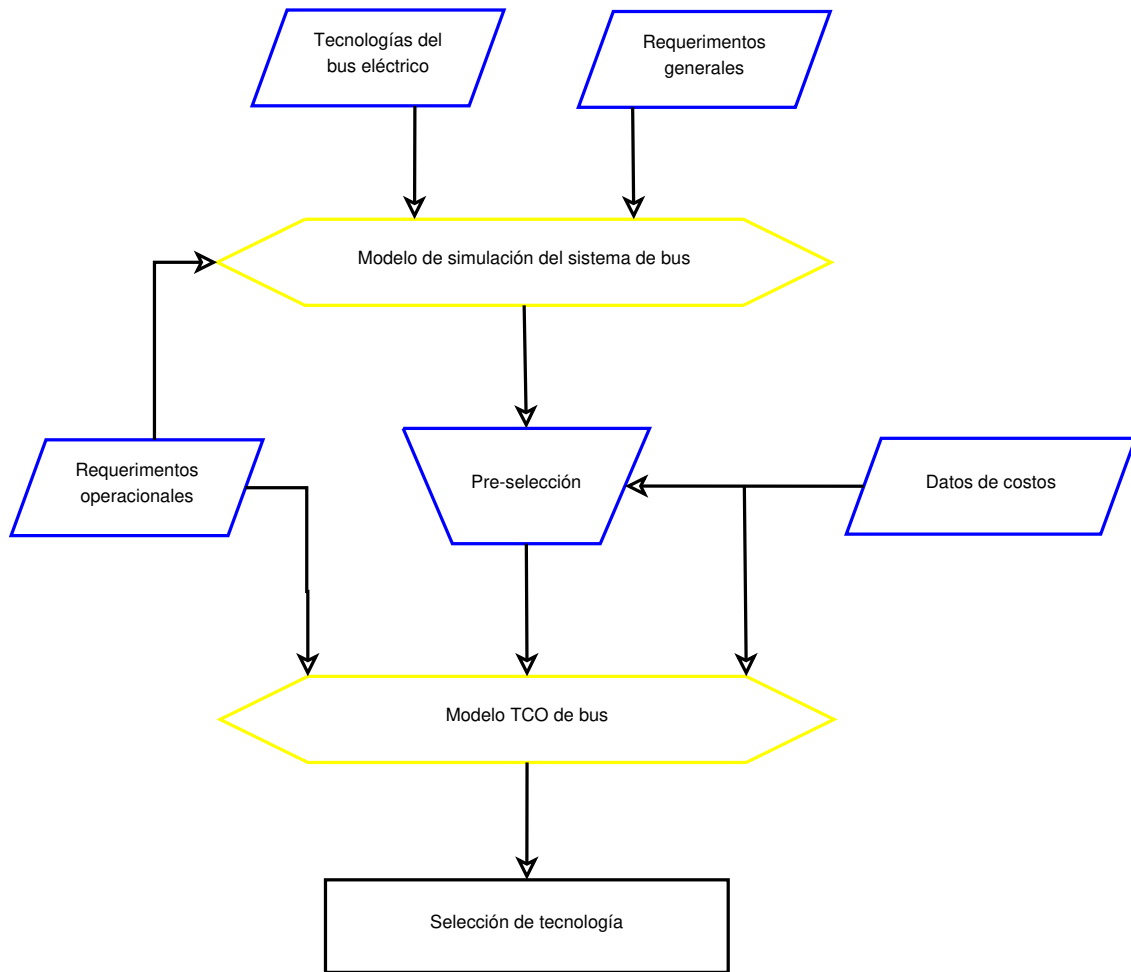 Tecnologías del
bus eléctrico
Requerimentos
generales
Modelo de simulación del sistema de bus
Requerimentos
operacionales
Pre-selección
Datos de costos
Modelo TCO de bus
Selección de tecnología